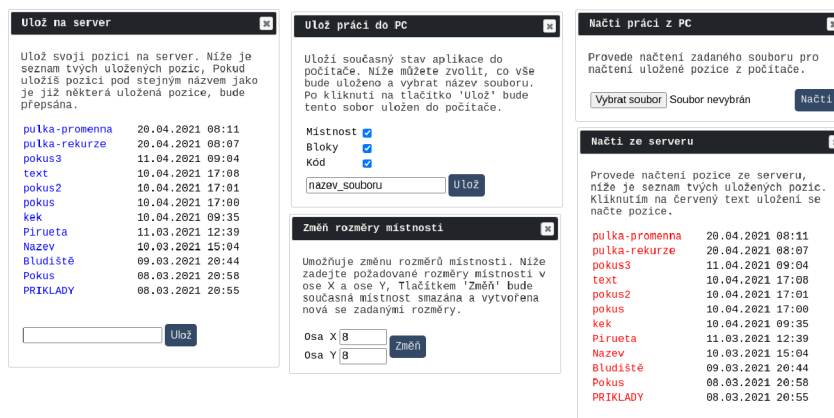 Ulož na server
Ulož svoji pozici na server. Níže je
seznam tvých uložených pozic, Pokud
uložíš pozici pod stejným názvem jako
je již některá uložená pozice, bude
přepsána.
pulka-promenna 20.04.2021 08:11
pulka-rekurze 20.04.2021 08:07
pokus3 11.04.2021 09:04
text 10.04.2021 17:08
pokus2 10.04.2021 17:01
pokus 10.04.2021 17:00
kek 10.04.2021 09:35
Pirueta 11.03.2021 12:39
Nazev 10.03.2021 15:04
Bludiště 09.03.2021 20:44
Pokus 08.03.2021 20:58
PRIKLADY 08.03.2021 20:55
Ulož
Ulož práci do PC
Uloží současný stav aplikace do
počítače. Níže můžete zvolit, co vše
bude uloženo a vybrat název souboru.
Po kliknutí na tlačítko 'Ulož' bude
tento sobor uložen do počítače.
Místnost
Bloky
Kód
nazev_souboru Ulož
Změň rozměry místnosti
Umožňuje změnu rozměrů místnosti. Níže
zadejte požadované rozměry místnosti v
ose X a ose Y, Tlačítkem 'Změň' bude
současná místnost smazána a vytvořena
nová se zadanými rozměry.
Osa X 8
Osa Y 8
Změň
Načti práci z PC
Provede načtení zadaného souboru pro
načtení uložené pozice z počítače.
Vybrat soubor Soubor nevybrán Načti
Načti ze serveru
Provede načtení pozice ze serveru,
níže je seznam tvých uložených pozic.
Kliknutím na červený text uložení se
načte pozice.
pulka-promenna 20.04.2021 08:11
pulka-rekurze 20.04.2021 08:07
pokus3 11.04.2021 09:04
text 10.04.2021 17:08
pokus2 10.04.2021 17:01
pokus 10.04.2021 17:00
kek 10.04.2021 09:35
Pirueta 11.03.2021 12:39
Nazev 10.03.2021 15:04
Bludiště 09.03.2021 20:44
Pokus 08.03.2021 20:58
PRIKLADY 08.03.2021 20:55